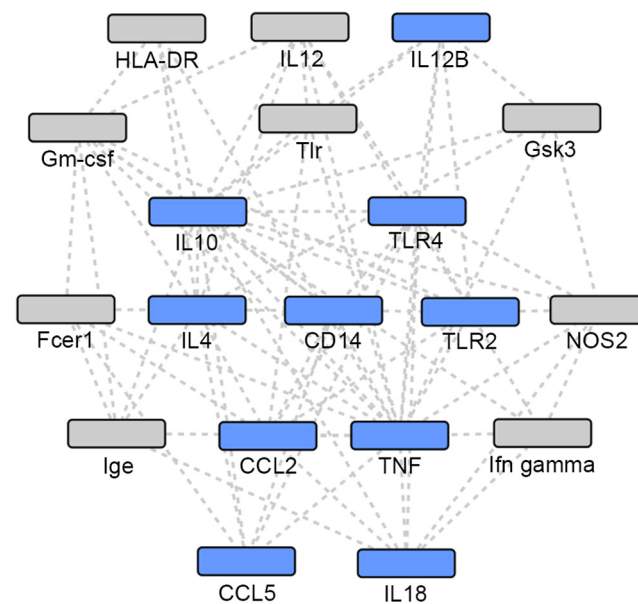 HLA-DR
IL12
IL12B
Gm-csf
Tlr
Gsk3
IL10
TLR4
Fcer1
IL4
CD14
TLR2
NOS2
Ige
CCL2
TNF
Ifn gamma
CCL5
IL18